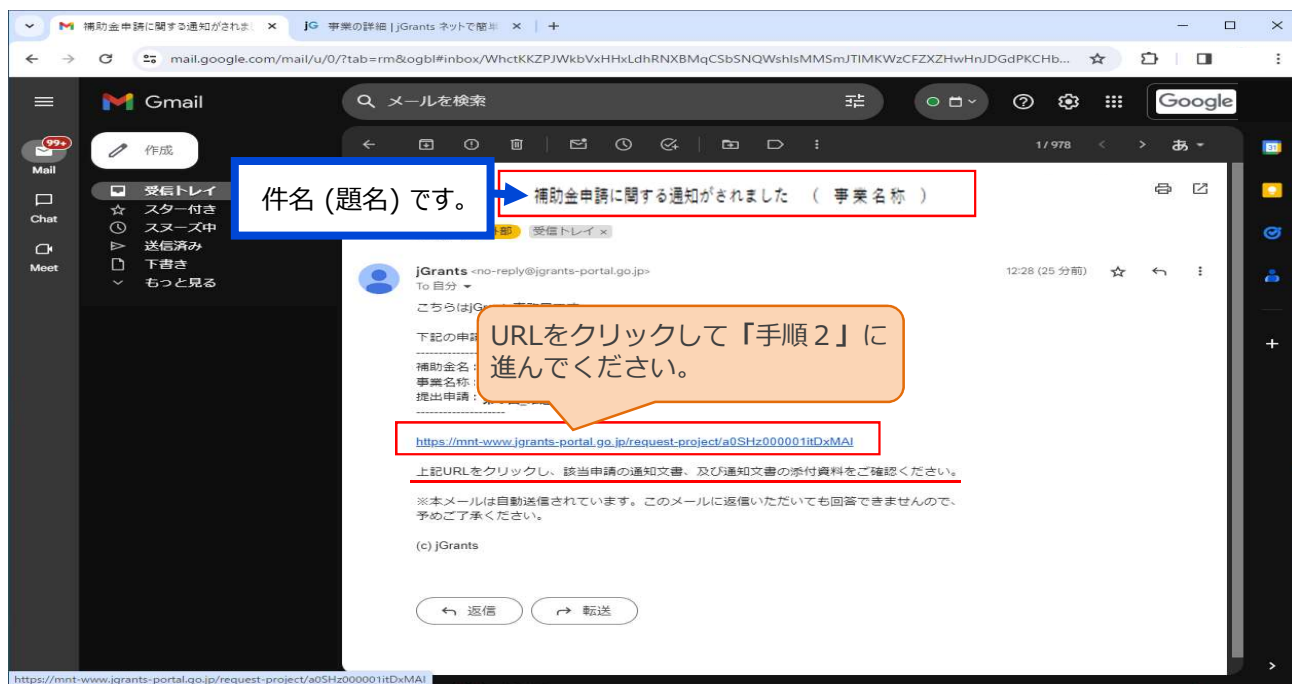 補助金申請に関する通知がされま
jG 事業の詳細 | jGrants ネットで簡単
mail.google.com/mail/u/0/?tab=rm&ogbl#inbox/WhctKKZPJWkbVxHHxLdhRNXBMqCSbSNQWshlsMMSmJTlMKWzCFZXZHwHnJDGdPKCHb...
Gmail
メールを検索
Google
99+
Mail
作成
1/978
あ
31
受信トレイ
件名 (題名) です。
補助金申請に関する通知がされました ( 事業名称 )
Chat
スター付き
スヌーズ中
部 受信トレイ ×
送信済み
Meet
下書き
jGrants <no-reply@jgrants-portal.go.jp>
12:28 (25 分前)
もっと見る
To 自分
こちらはjG
下記の申
URLをクリックして「手順２」に
進んでください。
--------------------
補助金名：
事業名称：
提出申請：
--------------------
https://mnt-www.jgrants-portal.go.jp/request-project/a0SHz000001itDxMAI
上記URLをクリックし、該当申請の通知文書、及び通知文書の添付資料をご確認ください。
※本メールは自動送信されています。このメールに返信いただいても回答できませんので、
予めご了承ください。
(c) jGrants
返信
転送
https://mnt-www.jgrants-portal.go.jp/request-project/a0SHz000001itDxMAI